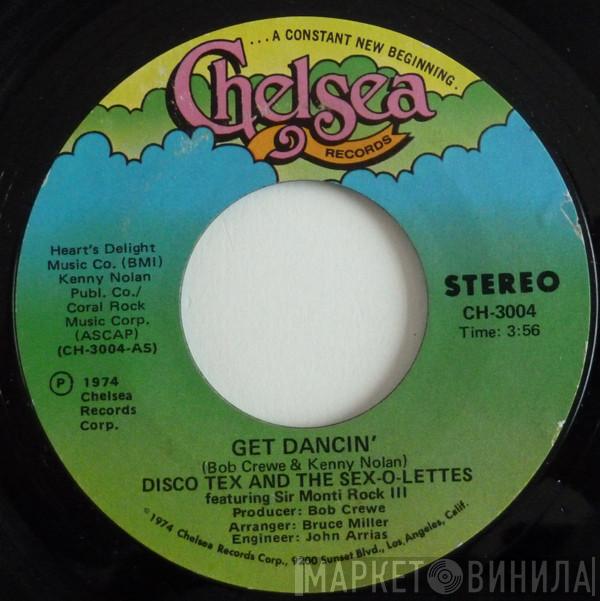 ...A CONSTANT NEW BEGINNING.
Chelsea
RECORDS
Heart's Delight
Music Co. (BMI)
Kenny Nolan
Publ. Co./
Coral Rock
Music Corp.
(ASCAP)
(CH-3004-AS)
Ⓟ 1974
Chelsea
Records
Corp.
STEREO
CH-3004
Time: 3:56
GET DANCIN'
(Bob Crewe & Kenny Nolan)
DISCO TEX AND THE SEX-O-LETTES
featuring Sir Monti Rock III
Producer: Bob Crewe
Arranger: Bruce Miller
Engineer: John Arrias
©1974 Chelsea Records Corp., 9200 Sunset Blvd., Los Angeles, Calif.
МАРКЕТ ВИНИЛА